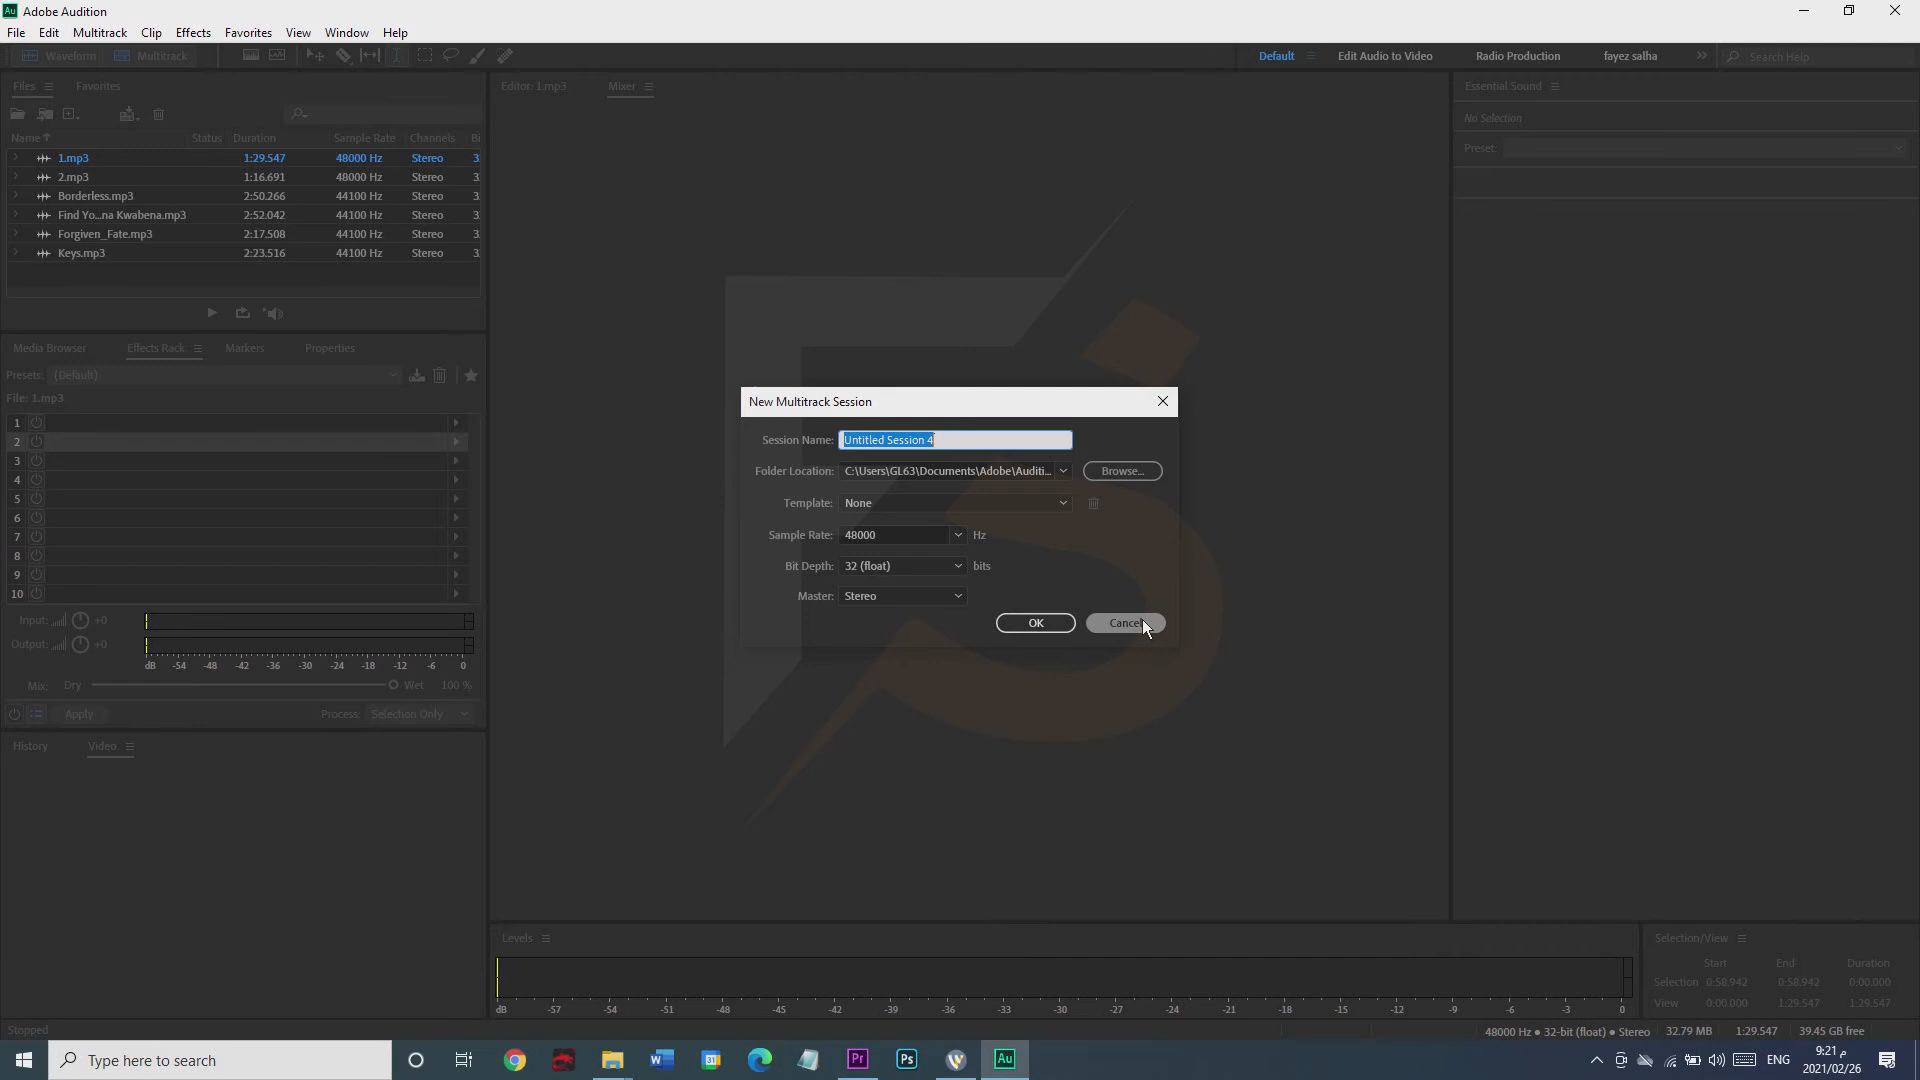 Adobe Audition
File Edit Multitrack Clip Effects Favorites View Window Help
Waveform Multitrack Default Edit Audio to Video Radio Production fayez salha Search Help
Files Favorites
Name Status Duration Sample Rate Channels Bi
1.mp3 1:29.547 48000 Hz Stereo 3
2.mp3 1:16.691 48000 Hz Stereo 3
Borderless.mp3 2:50.266 44100 Hz Stereo 3
Find Yo...na Kwabena.mp3 2:52.042 44100 Hz Stereo 3
Forgiven_Fate.mp3 2:17.508 44100 Hz Stereo 3
Keys.mp3 2:23.516 44100 Hz Stereo 3
Media Browser Effects Rack Markers Properties
Presets: (Default)
File: 1.mp3
1
2
3
4
5
6
7
8
9
10
Input: +0
Output: +0
dB -54 -48 -42 -36 -30 -24 -18 -12 -6 0
Mix: Dry Wet 100 %
Apply Process: Selection Only
History Video
Editor: 1.mp3 Mixer
New Multitrack Session
Session Name: Untitled Session 4
Folder Location: C:\Users\GL63\Documents\Adobe\Auditi... Browse...
Template: None
Sample Rate: 48000 Hz
Bit Depth: 32 (float) bits
Master: Stereo
OK Cancel
Essential Sound
No Selection
Preset:
Levels
dB -57 -54 -51 -48 -45 -42 -39 -36 -33 -30 -27 -24 -21 -18 -15 -12 -9 -6 -3 0
Selection/View
Start End Duration
Selection 0:58.942 0:58.942 0:00.000
View 0:00.000 1:29.547 1:29.547
Stopped
48000 Hz ● 32-bit (float) ● Stereo 32.79 MB 1:29.547 39.45 GB free
Type here to search
ENG
9:21 م
2021/02/26